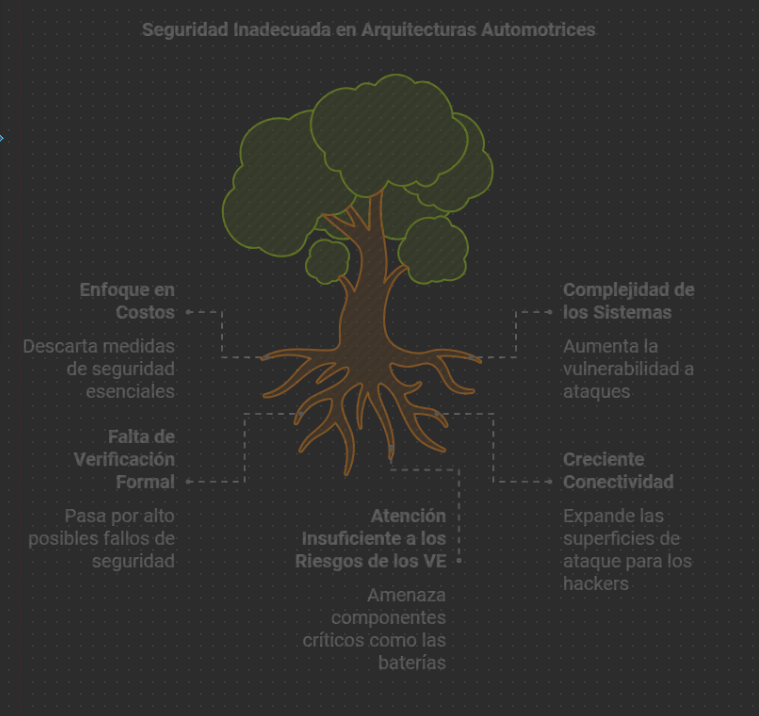 Seguridad Inadecuada en Arquitecturas Automotrices
Enfoque en
Costos
Descarta medidas
de seguridad
esenciales
Falta de
Verificación
Formal
Pasa por alto
posibles fallos de
seguridad
Atención
Insuficiente a los
Riesgos de los VE
Amenaza
componentes
críticos como las
baterías
Complejidad de
los Sistemas
Aumenta la
vulnerabilidad a
ataques
Creciente
Conectividad
Expande las
superficies de
ataque para los
hackers